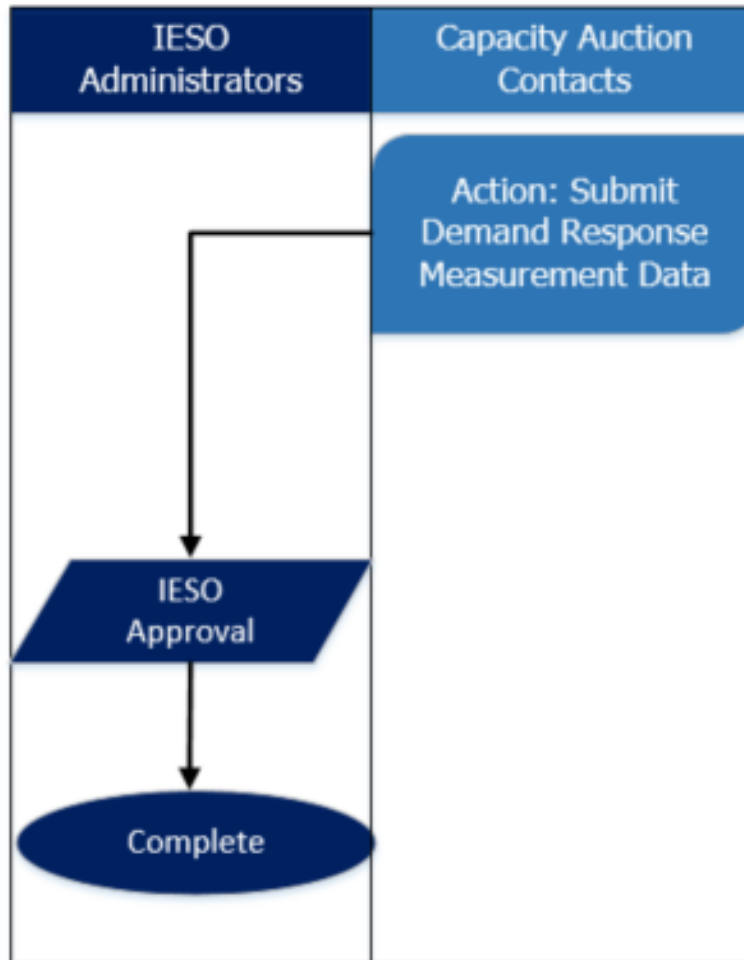 IESO
Administrators
Capacity Auction
Contacts
Action: Submit
Demand Response
Measurement Data
IESO
Approval
Complete